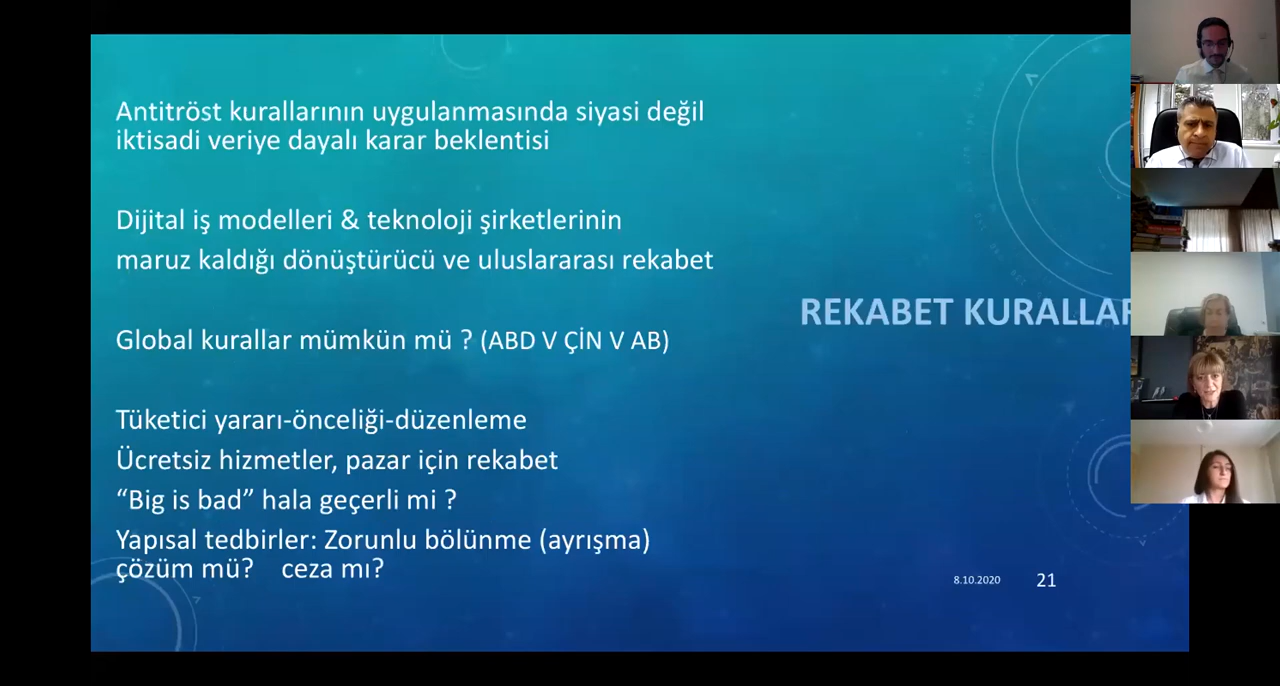 Antitröst kurallarının uygulanmasında siyasi değil
iktisadi veriye dayalı karar beklentisi
Dijital iş modelleri & teknoloji şirketlerinin
maruz kaldığı dönüştürücü ve uluslararası rekabet
Global kurallar mümkün mü ? (ABD V ÇİN V AB)
Tüketici yararı-önceliği-düzenleme
Ücretsiz hizmetler, pazar için rekabet
“Big is bad” hala geçerli mi ?
Yapısal tedbirler: Zorunlu bölünme (ayrışma)
çözüm mü? ceza mı?
REKABET KURALLAR
8.10.2020
21